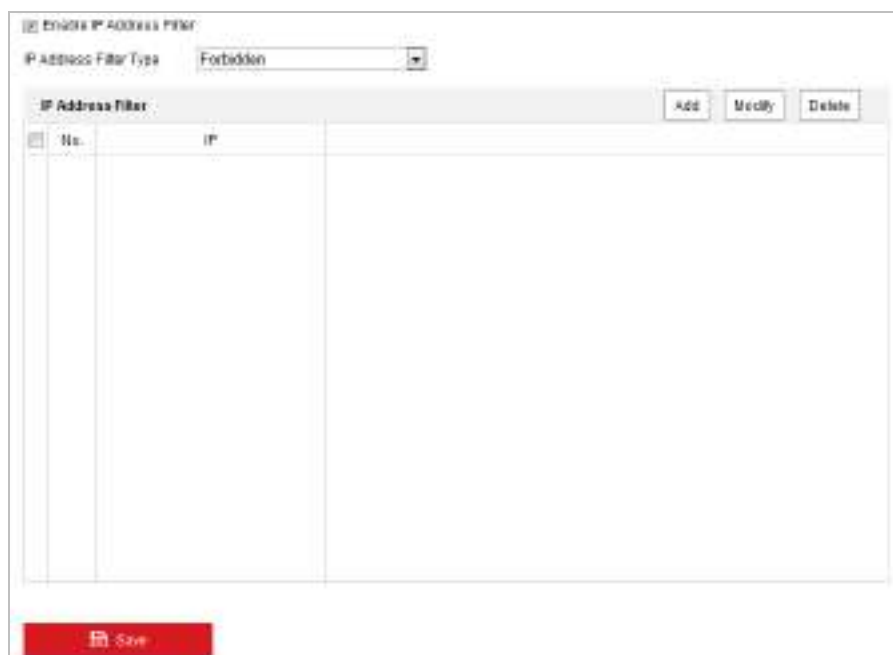 Enable IP Address Filter
IP Address Filter Type Forbidden
IP Address Filter Add Modify Delete
No. IP
Save